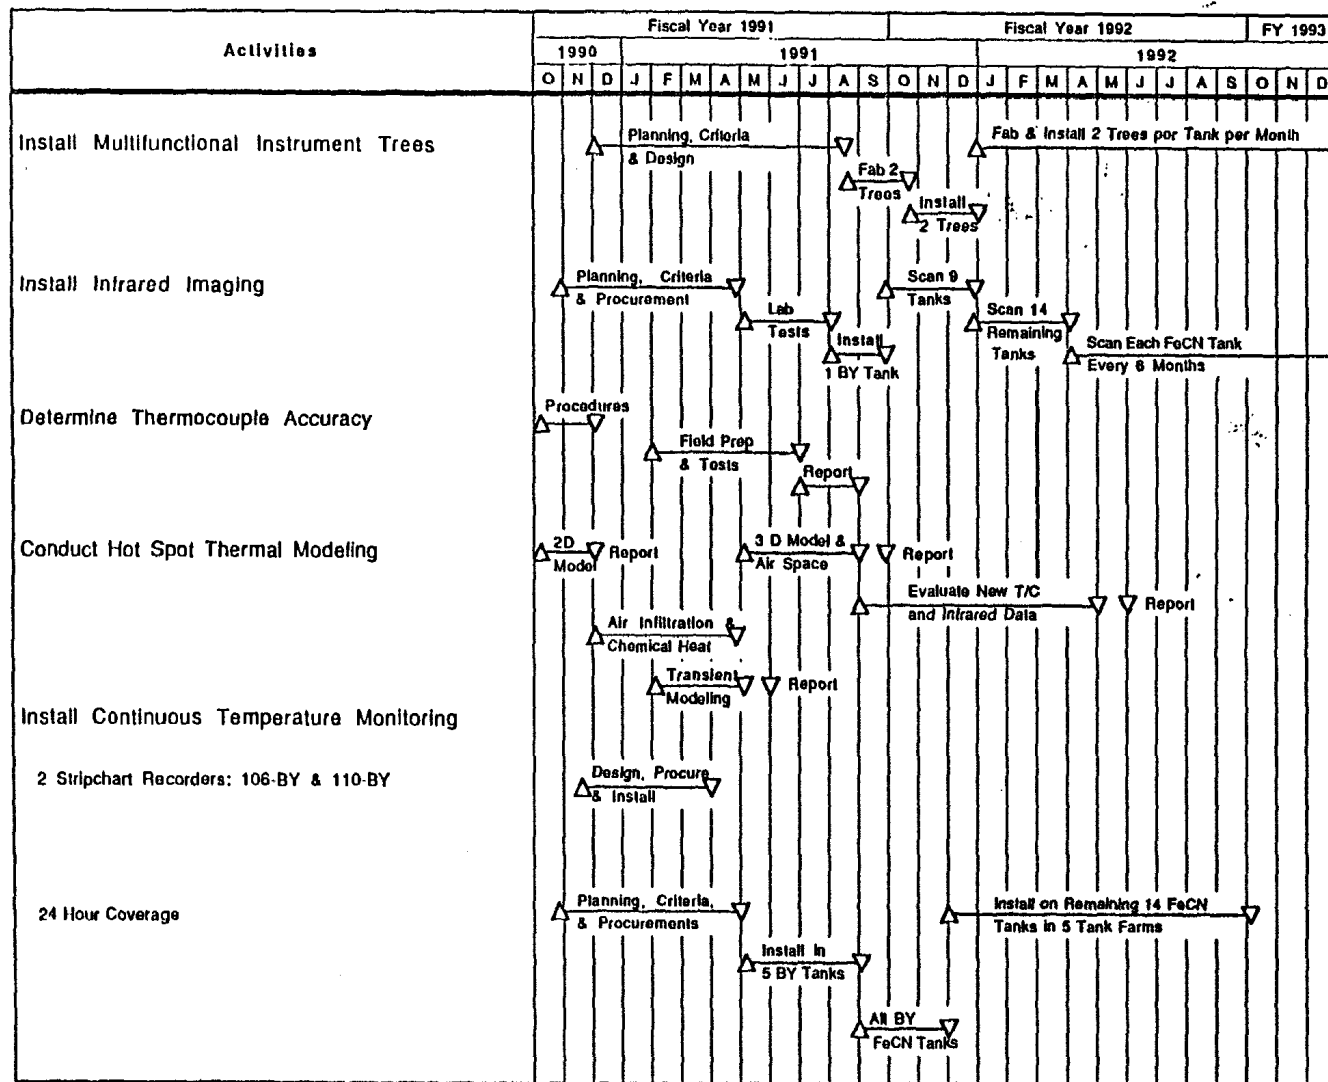 Fiscal Year 1991 Fiscal Year 1992 FY 1993
Activities
1990 1991 1992
O N D J F M A M J J A S O N D J F M A M J J A S O N D
Install Multifunctional Instrument Trees
Planning, Criteria
& Design
Fab & Install 2 Trees per Tank per Month
Fab 2
Trees
Install
2 Trees
Install Infrared Imaging
Planning, Criteria
& Procurement
Scan 9
Tanks
Lab
Tests
Scan 14
Remaining
Tanks
Install
1 BY Tank
Scan Each FeCN Tank
Every 6 Months
Determine Thermocouple Accuracy
Procedures
Field Prep
& Tests
Report
Conduct Hot Spot Thermal Modeling
2D
Model
Report
3 D Model &
Air Space
Report
Evaluate New T/C
and Infrared Data
Report
Air Infiltration &
Chemical Heat
Transient
Modeling
Report
Install Continuous Temperature Monitoring
2 Stripchart Recorders: 106-BY & 110-BY
Design, Procure
& Install
24 Hour Coverage
Planning, Criteria,
& Procurements
Install on Remaining 14 FeCN
Tanks in 5 Tank Farms
Install in
5 BY Tanks
All BY
FeCN Tanks